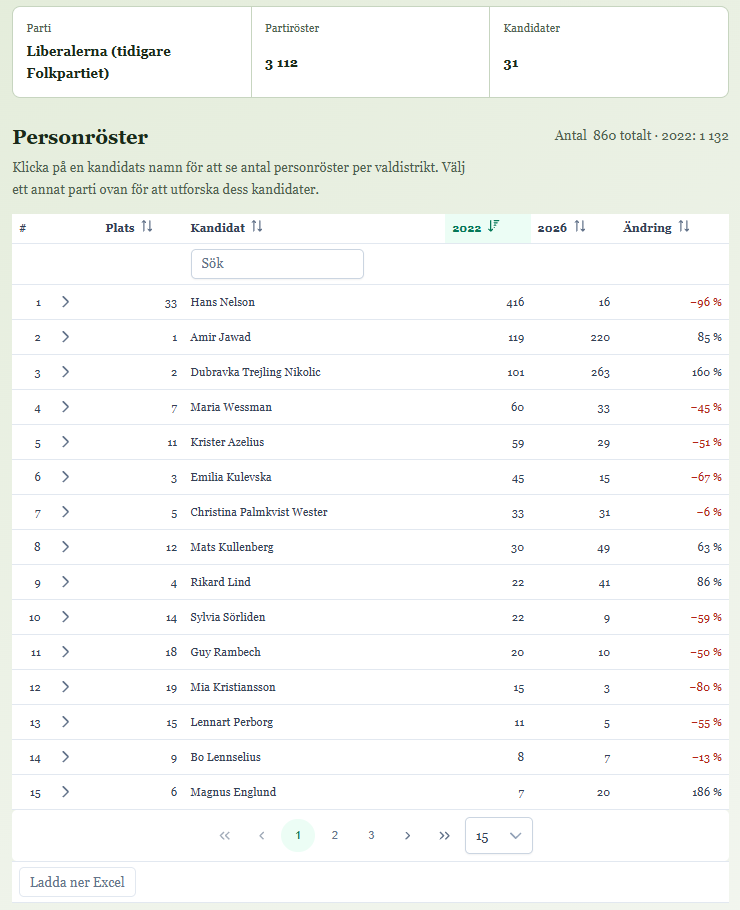 Parti
Liberalerna (tidigare
Folkpartiet)
Partiröster
3 112
Kandidater
31
Personröster
Antal 860 totalt · 2022: 1 132
Klicka på en kandidats namn för att se antal personröster per valdistrikt. Välj
ett annat parti ovan för att utforska dess kandidater.
# Plats Kandidat 2022 2026 Ändring
Sök
1 33 Hans Nelson 416 16 −96 %
2 1 Amir Jawad 119 220 85 %
3 2 Dubravka Trejling Nikolic 101 263 160 %
4 7 Maria Wessman 60 33 −45 %
5 11 Krister Azelius 59 29 −51 %
6 3 Emilia Kulevska 45 15 −67 %
7 5 Christina Palmkvist Wester 33 31 −6 %
8 12 Mats Kullenberg 30 49 63 %
9 4 Rikard Lind 22 41 86 %
10 14 Sylvia Sörliden 22 9 −59 %
11 18 Guy Rambech 20 10 −50 %
12 19 Mia Kristiansson 15 3 −80 %
13 15 Lennart Perborg 11 5 −55 %
14 9 Bo Lennselius 8 7 −13 %
15 6 Magnus Englund 7 20 186 %
« ‹ 1 2 3 › » 15
Ladda ner Excel